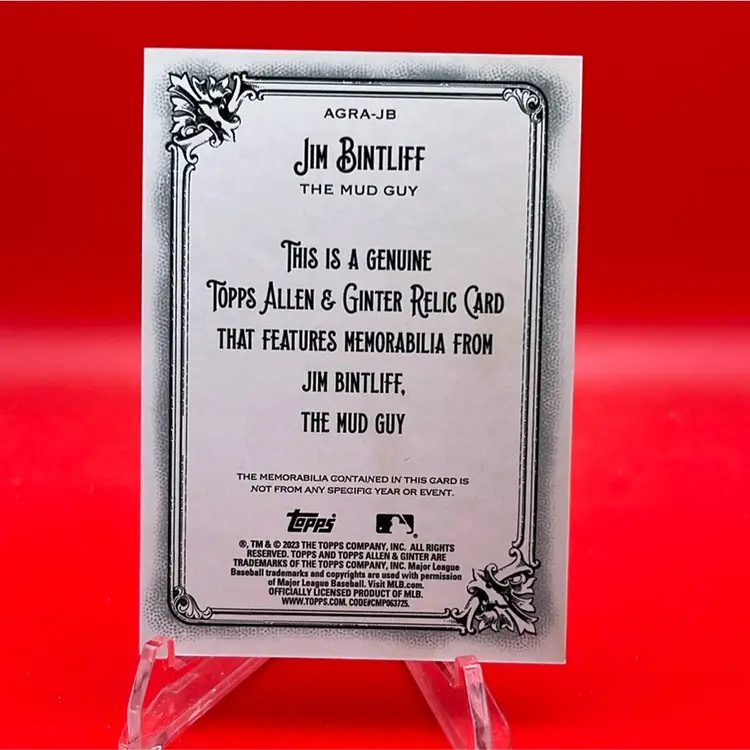 AGRA-JB
JIM BINTLIFF
THE MUD GUY
THIS IS A GENUINE
TOPPS ALLEN & GINTER RELIC CARD
THAT FEATURES MEMORABILIA FROM
JIM BINTLIFF,
THE MUD GUY
THE MEMORABILIA CONTAINED IN THIS CARD IS
NOT FROM ANY SPECIFIC YEAR OR EVENT.
topps
®, TM & © 2023 THE TOPPS COMPANY, INC. ALL RIGHTS
RESERVED. TOPPS AND TOPPS ALLEN & GINTER ARE
TRADEMARKS OF THE TOPPS COMPANY, INC. Major League
Baseball trademarks and copyrights are used with permission
of Major League Baseball. Visit MLB.com.
OFFICIALLY LICENSED PRODUCT OF MLB.
WWW.TOPPS.COM. CODE#CMP063725.